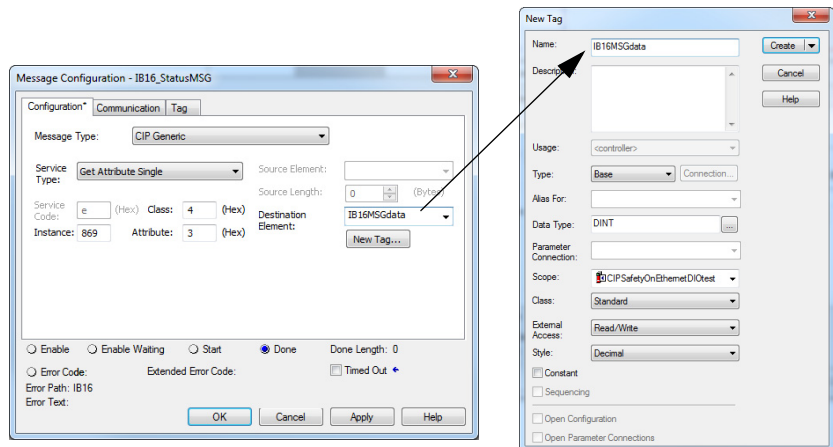 Message Configuration - IB16_StatusMSG
Configuration* Communication Tag
Message Type: CIP Generic
Service Type: Get Attribute Single
Source Element:
Source Length: 0 (Bytes)
Service Code: e (Hex) Class: 4 (Hex)
Destination Element: IB16MSGdata
Instance: 869 Attribute: 3 (Hex)
New Tag...
Enable Enable Waiting Start Done Done Length: 0
Error Code: Extended Error Code: Timed Out
Error Path: IB16
Error Text:
OK Cancel Apply Help
New Tag
Name: IB16MSGdata Create
Description: Cancel
Help
Usage: <controller>
Type: Base Connection...
Alias For:
Data Type: DINT ...
Parameter Connection:
Scope: CIPSafetyOnEthernetDIOtest
Class: Standard
External Access: Read/Write
Style: Decimal
Constant
Sequencing
Open Configuration
Open Parameter Connections